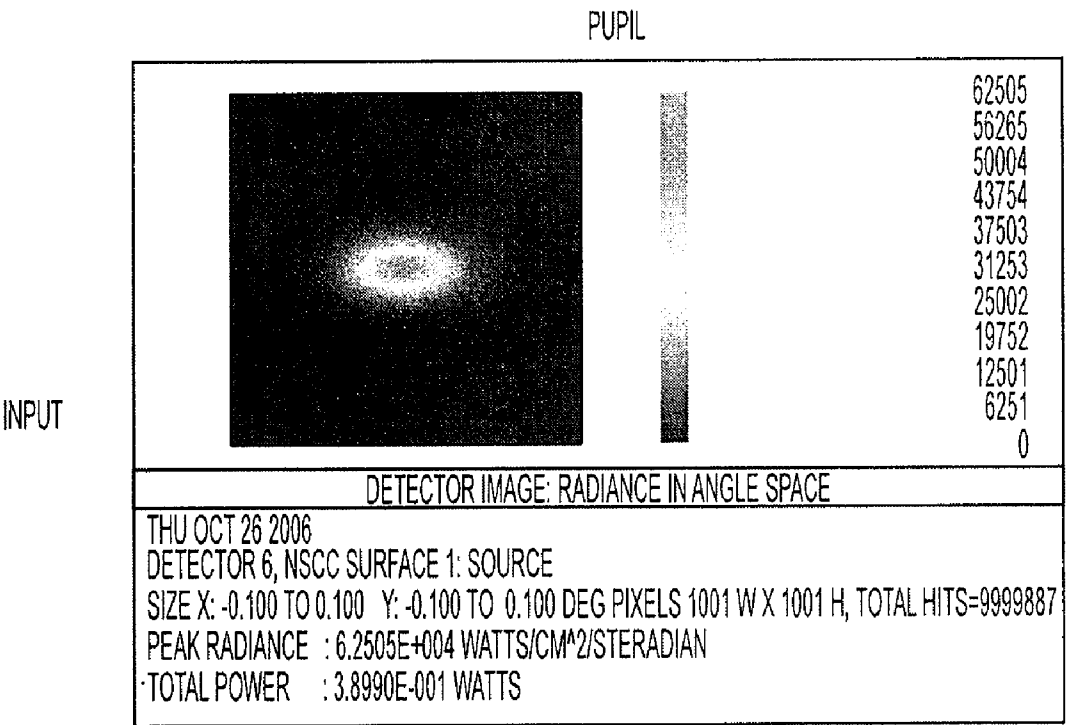 PUPIL
62505
56265
50004
43754
37503
31253
25002
19752
12501
6251
0
INPUT
DETECTOR IMAGE: RADIANCE IN ANGLE SPACE
THU OCT 26 2006
DETECTOR 6, NSCC SURFACE 1: SOURCE
SIZE X: -0.100 TO 0.100 Y: -0.100 TO 0.100 DEG PIXELS 1001 W X 1001 H, TOTAL HITS=9999887
PEAK RADIANCE : 6.2505E+004 WATTS/CM^2/STERADIAN
TOTAL POWER : 3.8990E-001 WATTS